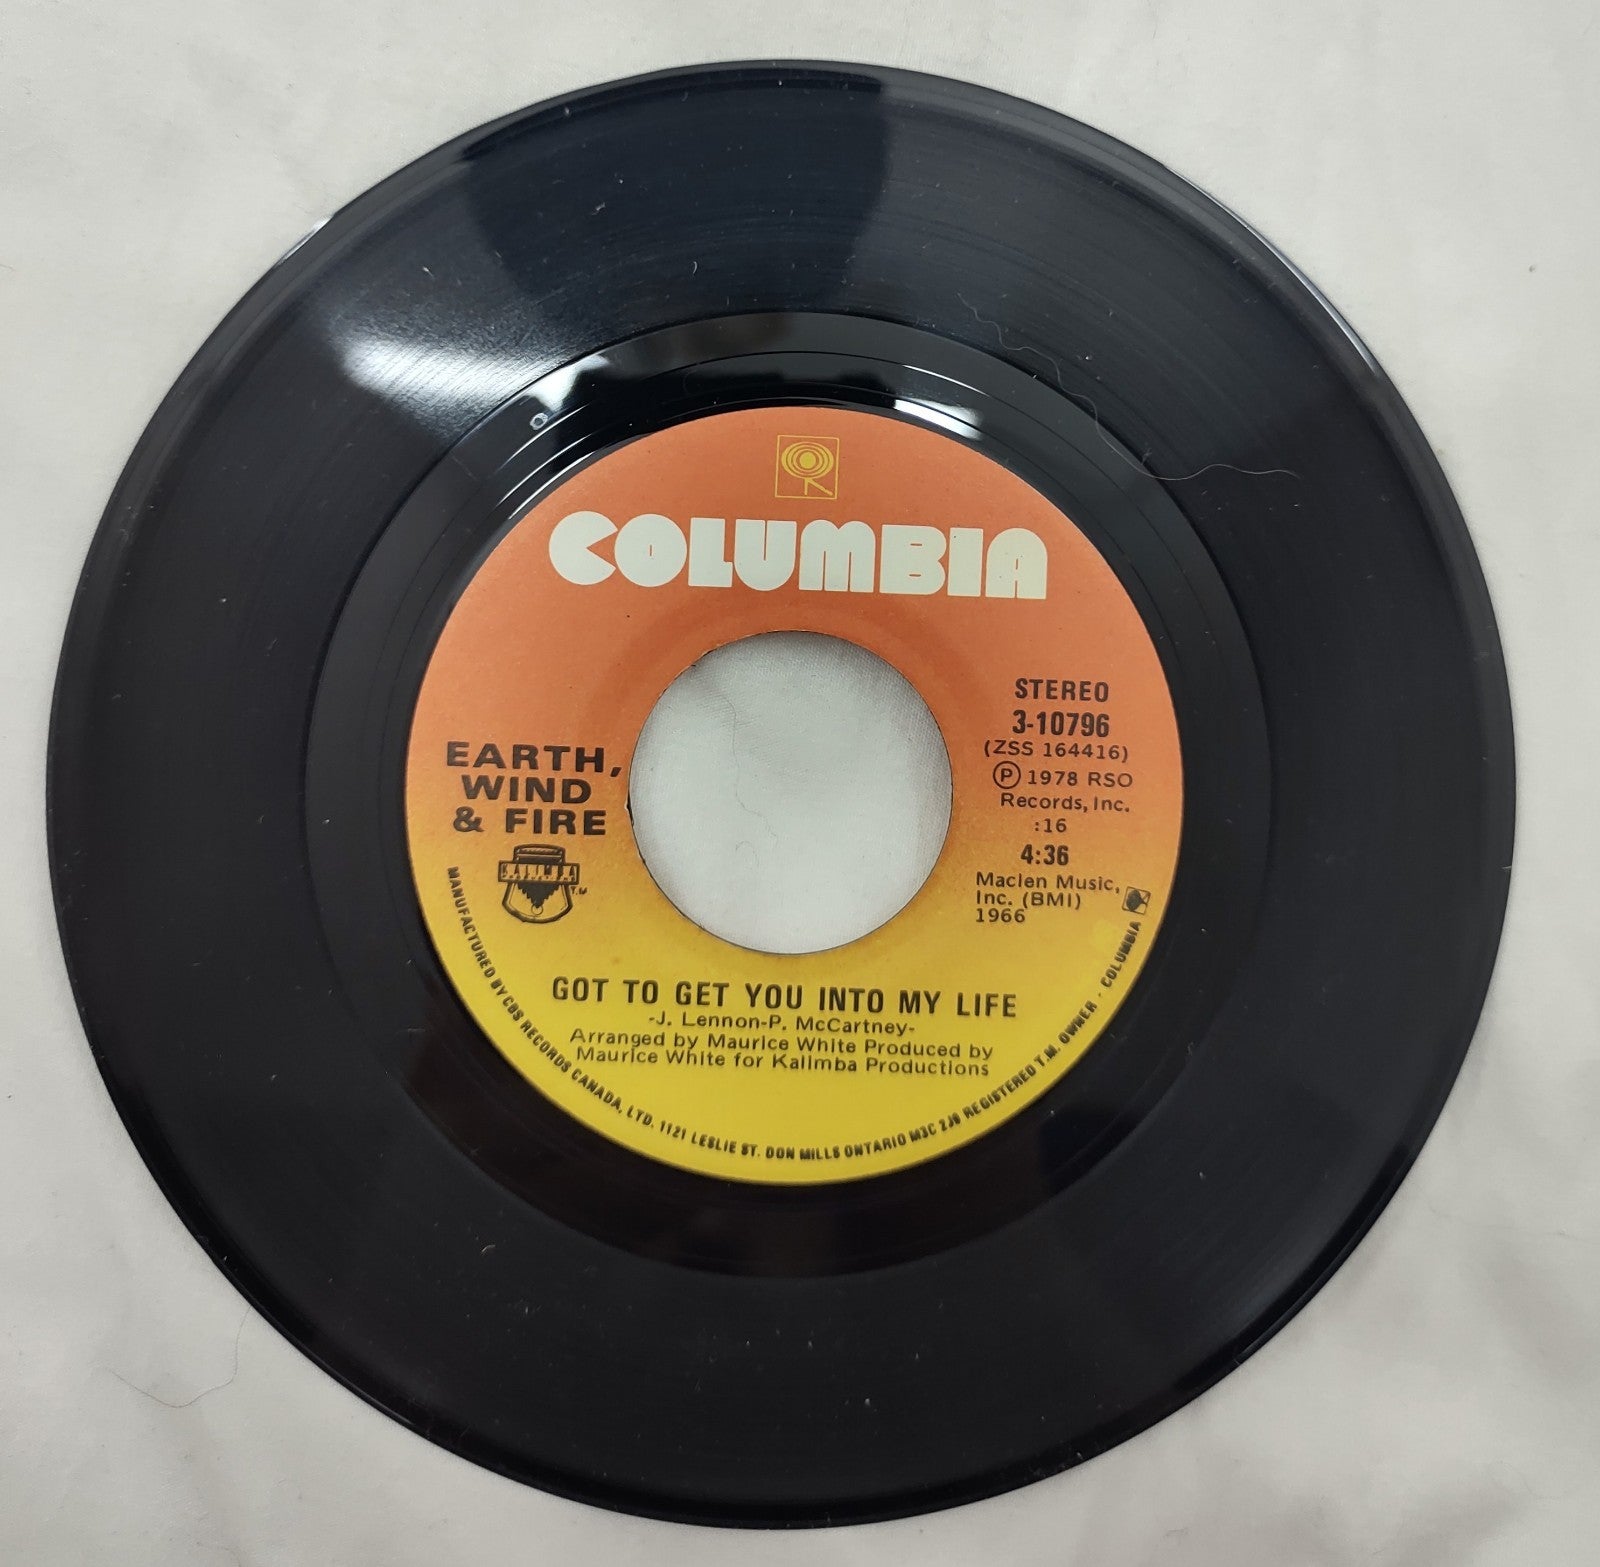 COLUMBIA
STEREO
3-10796
(ZSS 164416)
Ⓟ 1978 RSO
Records, Inc.
:16
4:36
Maclen Music,
Inc. (BMI)
1966
EARTH,
WIND
& FIRE
T.M.
GOT TO GET YOU INTO MY LIFE
-J. Lennon-P. McCartney-
Arranged by Maurice White Produced by
Maurice White for Kalimba Productions
MANUFACTURED BY CBS RECORDS CANADA, LTD. 1121 LESLIE ST. DON MILLS ONTARIO M3C 2J9 REGISTERED T.M. OWNER - COLUMBIA